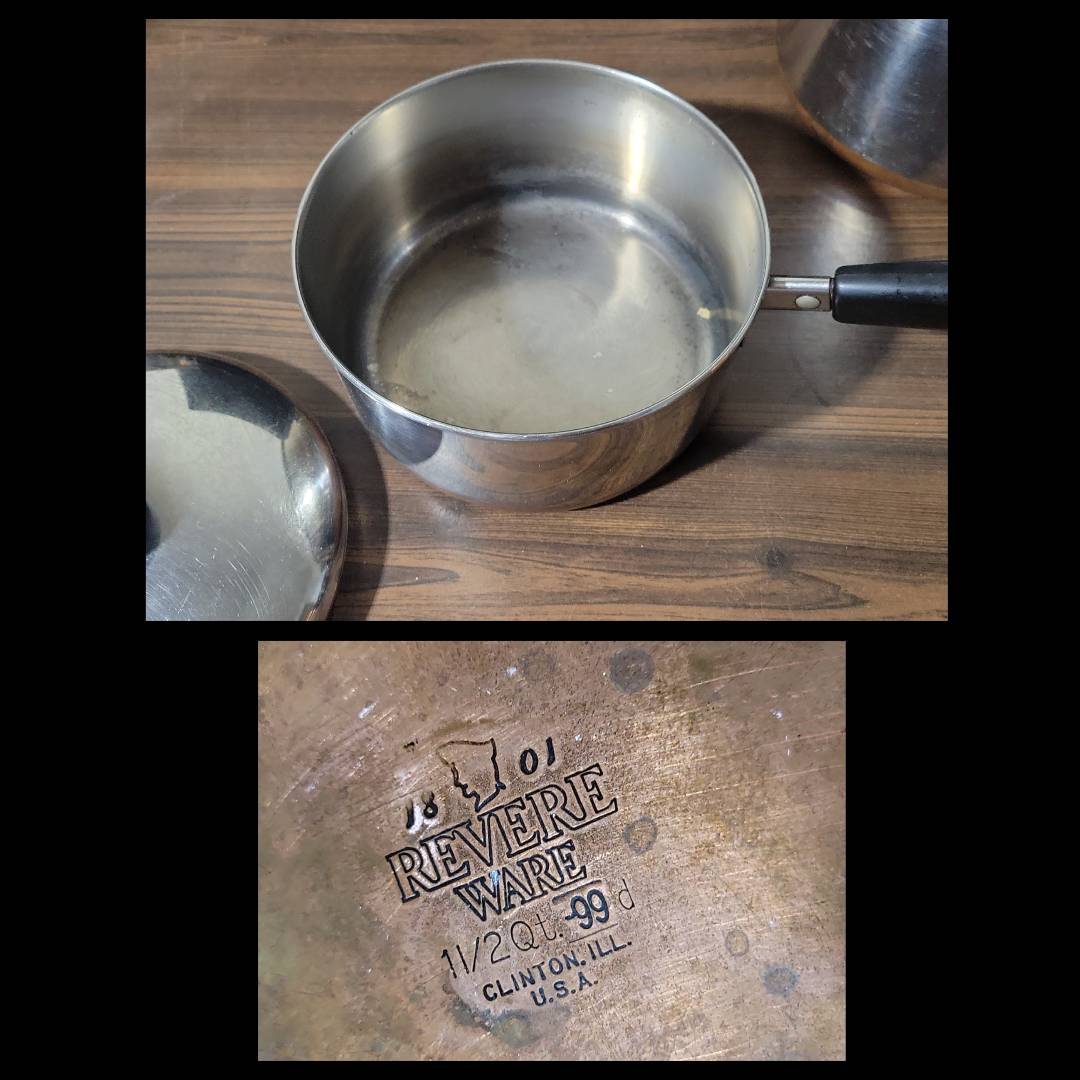 18 01
REVERE
WARE
1 1/2 Qt. -99 d
CLINTON. ILL.
U.S.A.